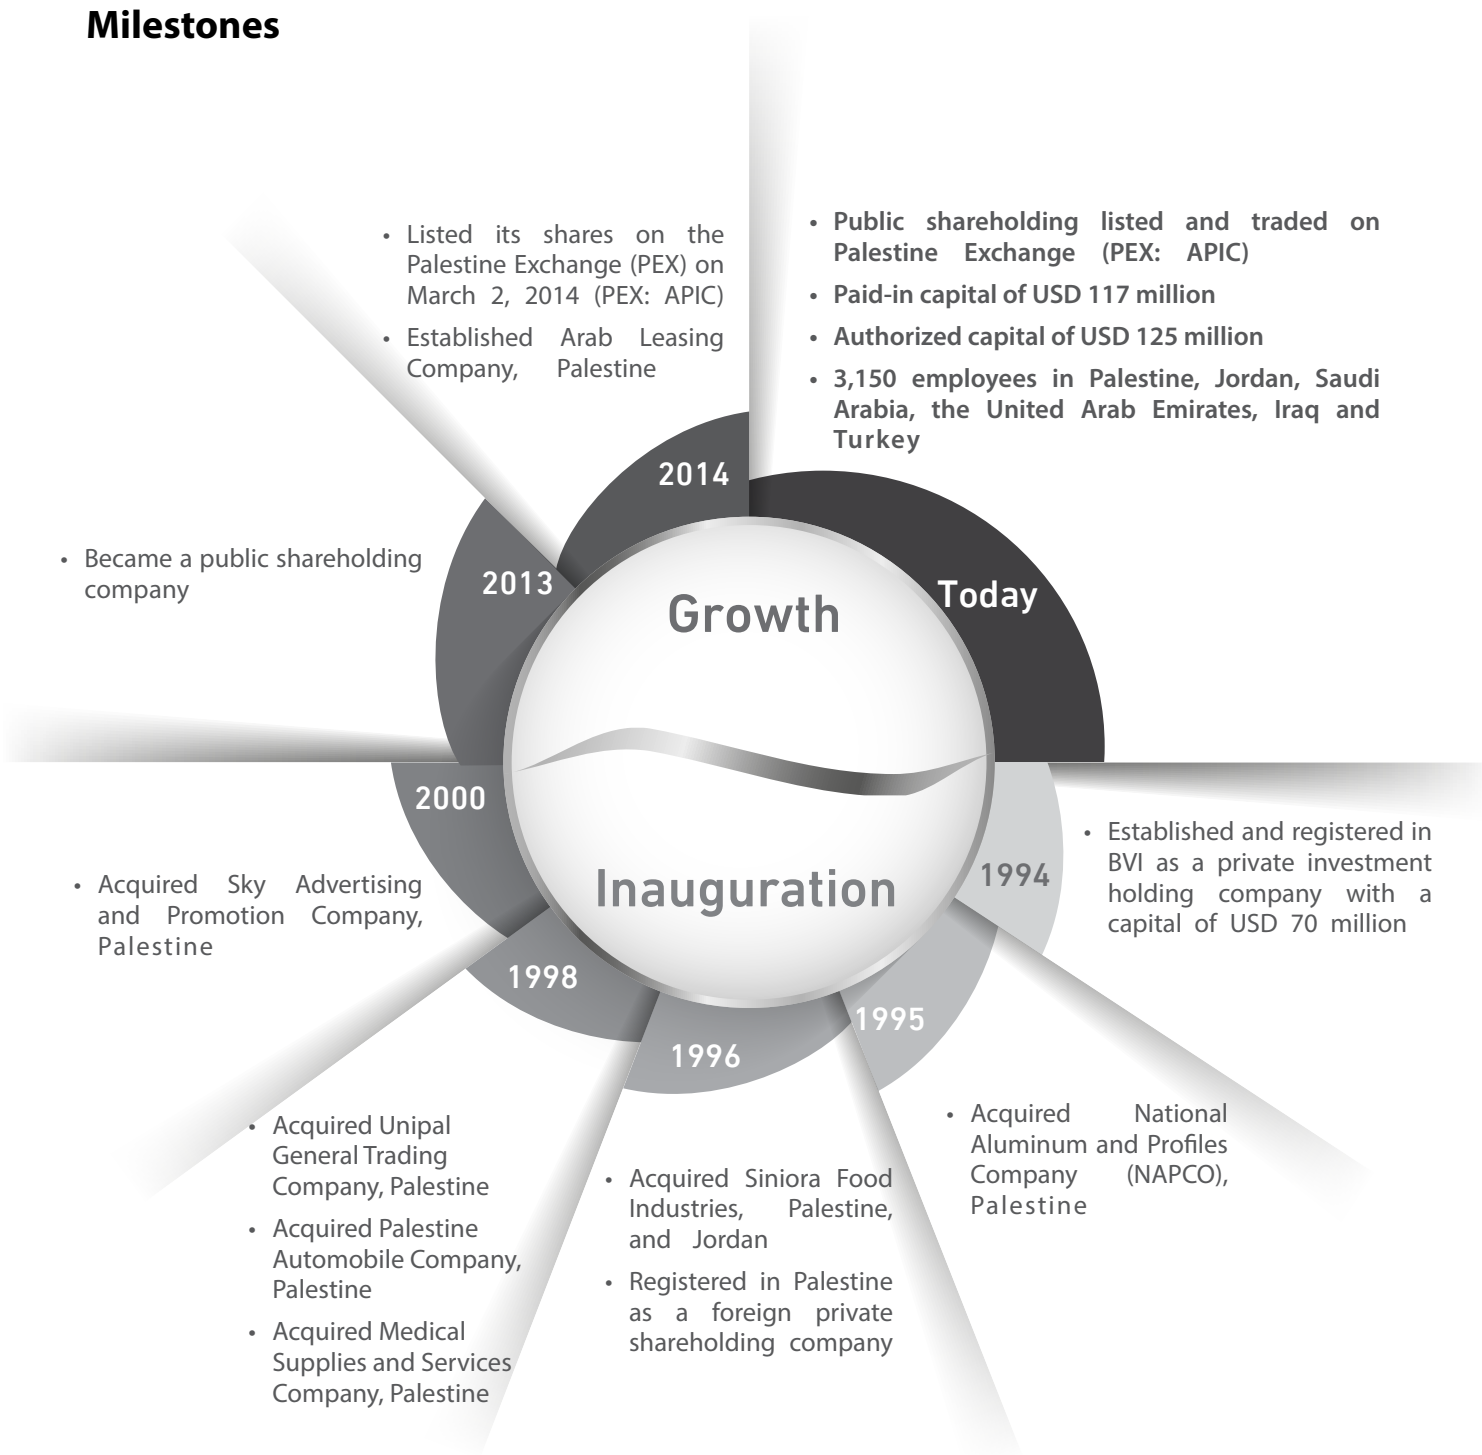 Milestones
• Listed its shares on the
Palestine Exchange (PEX) on
March 2, 2014 (PEX: APIC)
• Established Arab Leasing
Company, Palestine
• Public shareholding listed and traded on
Palestine Exchange (PEX: APIC)
• Paid-in capital of USD 117 million
• Authorized capital of USD 125 million
• 3,150 employees in Palestine, Jordan, Saudi
Arabia, the United Arab Emirates, Iraq and
Turkey
2014
• Became a public shareholding
company
2013
Today
Growth
2000
• Acquired Sky Advertising
and Promotion Company,
Palestine
Inauguration
1994
• Established and registered in
BVI as a private investment
holding company with a
capital of USD 70 million
1998
1995
1996
• Acquired Unipal
General Trading
Company, Palestine
• Acquired Palestine
Automobile Company,
Palestine
• Acquired Medical
Supplies and Services
Company, Palestine
• Acquired Siniora Food
Industries, Palestine,
and Jordan
• Registered in Palestine
as a foreign private
shareholding company
• Acquired National
Aluminum and Profiles
Company (NAPCO),
Palestine